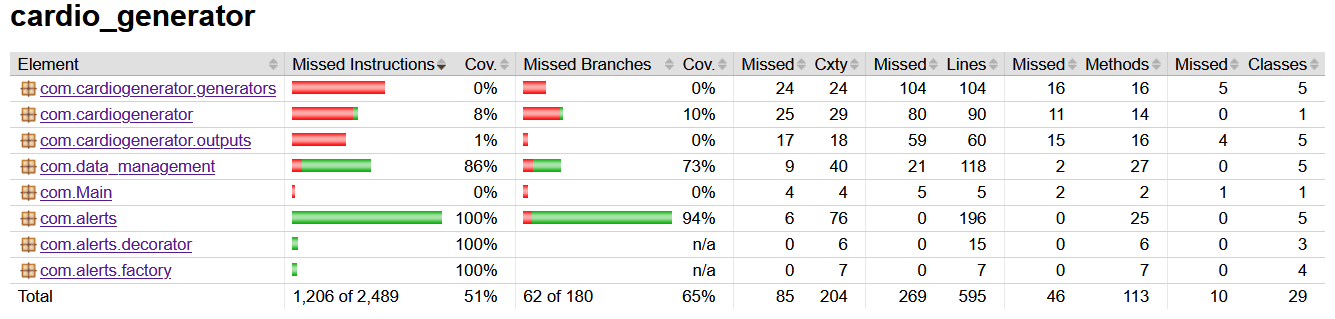 cardio_generator
Element Missed Instructions Cov. Missed Branches Cov. Missed Cxty Missed Lines Missed Methods Missed Classes
com.cardiogenerator.generators 0% 0% 24 24 104 104 16 16 5 5
com.cardiogenerator 8% 10% 25 29 80 90 11 14 0 1
com.cardiogenerator.outputs 1% 0% 17 18 59 60 15 16 4 5
com.data_management 86% 73% 9 40 21 118 2 27 0 5
com.Main 0% 0% 4 4 5 5 2 2 1 1
com.alerts 100% 94% 6 76 0 196 0 25 0 5
com.alerts.decorator 100% n/a 0 6 0 15 0 6 0 3
com.alerts.factory 100% n/a 0 7 0 7 0 7 0 4
Total 1,206 of 2,489 51% 62 of 180 65% 85 204 269 595 46 113 10 29